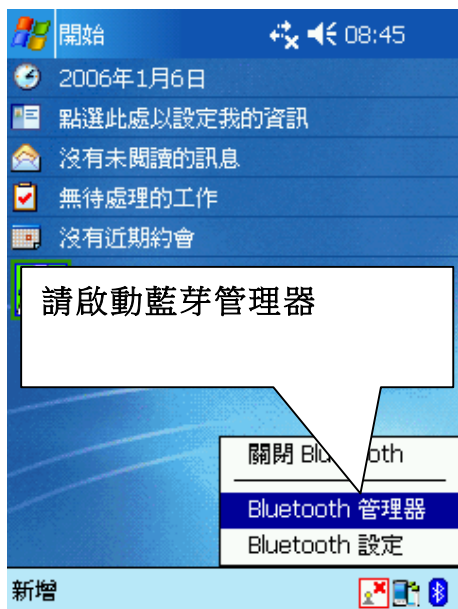 開始 08:45
2006年1月6日
點選此處以設定我的資訊
沒有未閱讀的訊息
無待處理的工作
沒有近期約會
請啟動藍芽管理器
關閉 Blu oth
Bluetooth 管理器
Bluetooth 設定
新增